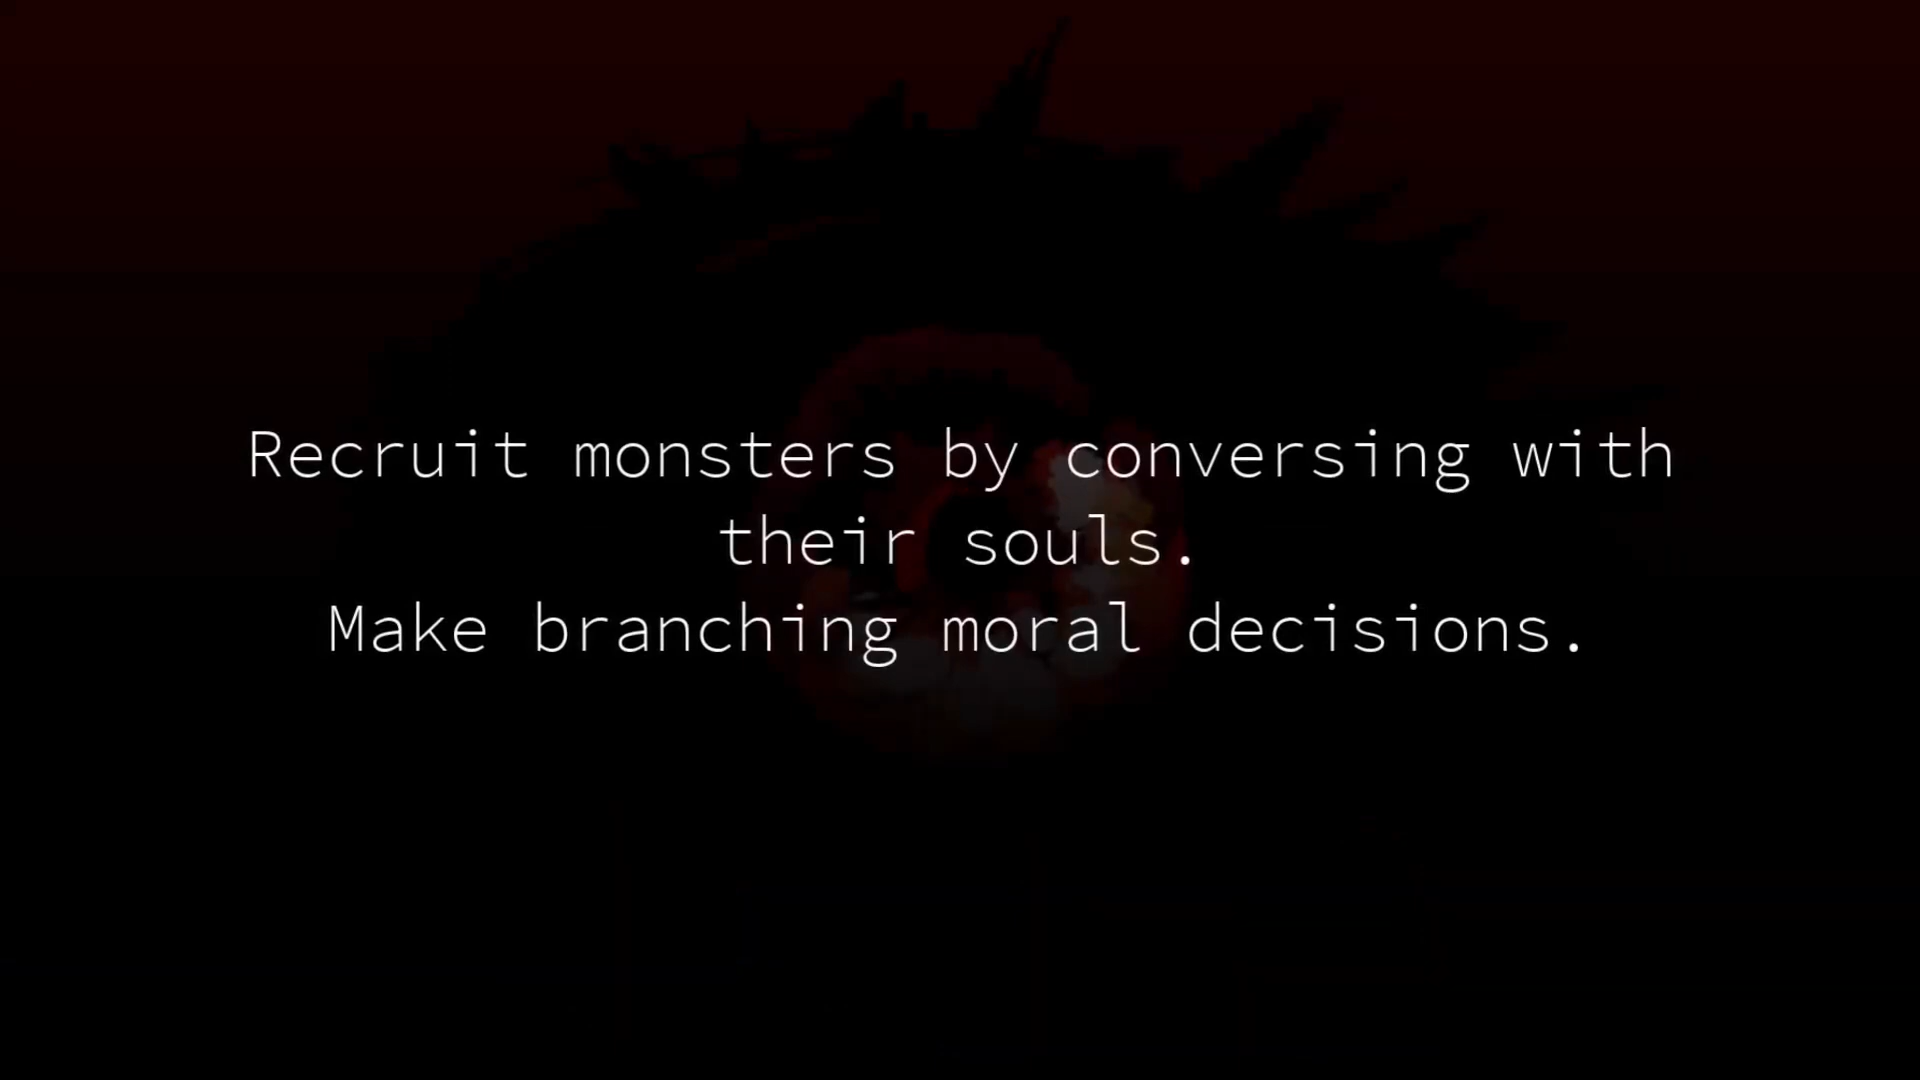 Recruit monsters by conversing with
their souls.
Make branching moral decisions.